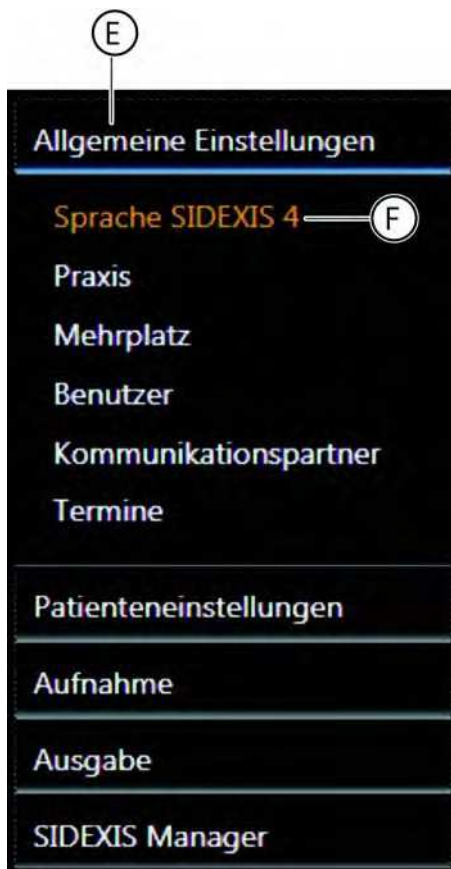 E
Allgemeine Einstellungen
Sprache SIDEXIS 4 F
Praxis
Mehrplatz
Benutzer
Kommunikationspartner
Termine
Patienteneinstellungen
Aufnahme
Ausgabe
SIDEXIS Manager